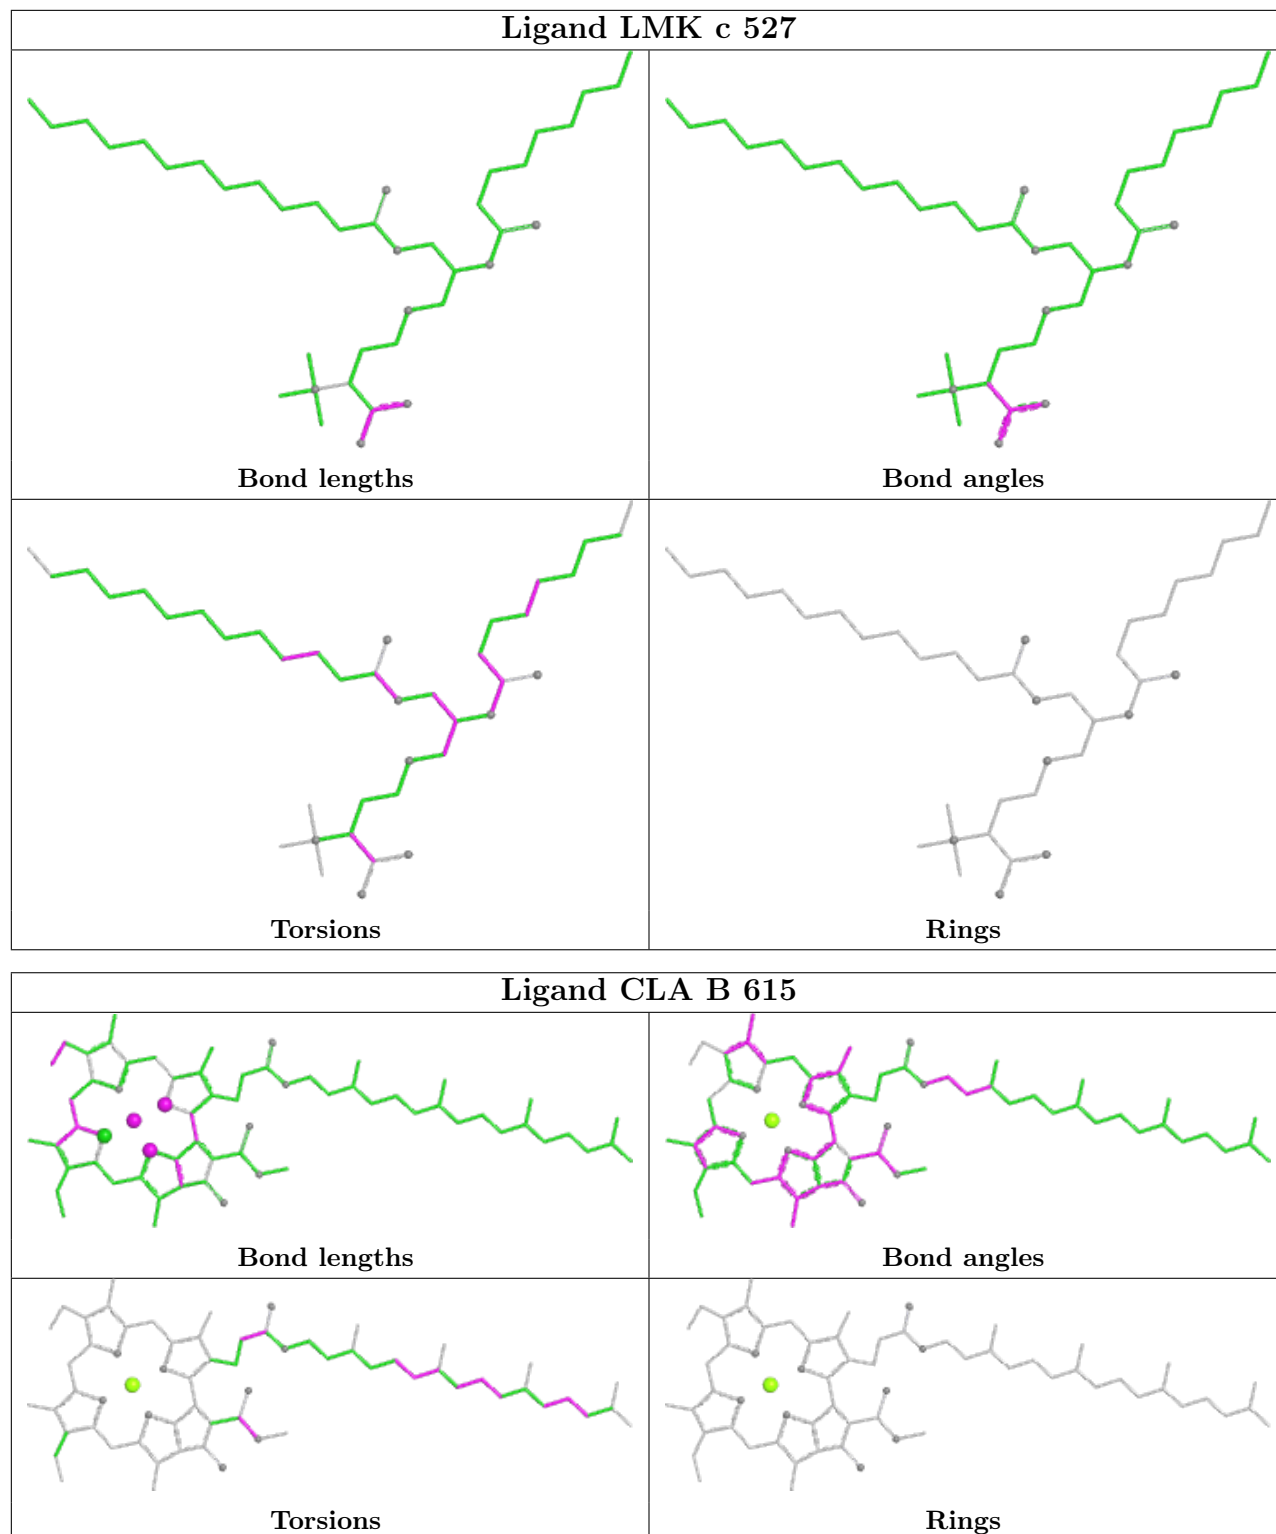 Ligand LMK c 527
Bond lengths
Bond angles
Torsions
Rings
Ligand CLA B 615
Bond lengths
Bond angles
Torsions
Rings